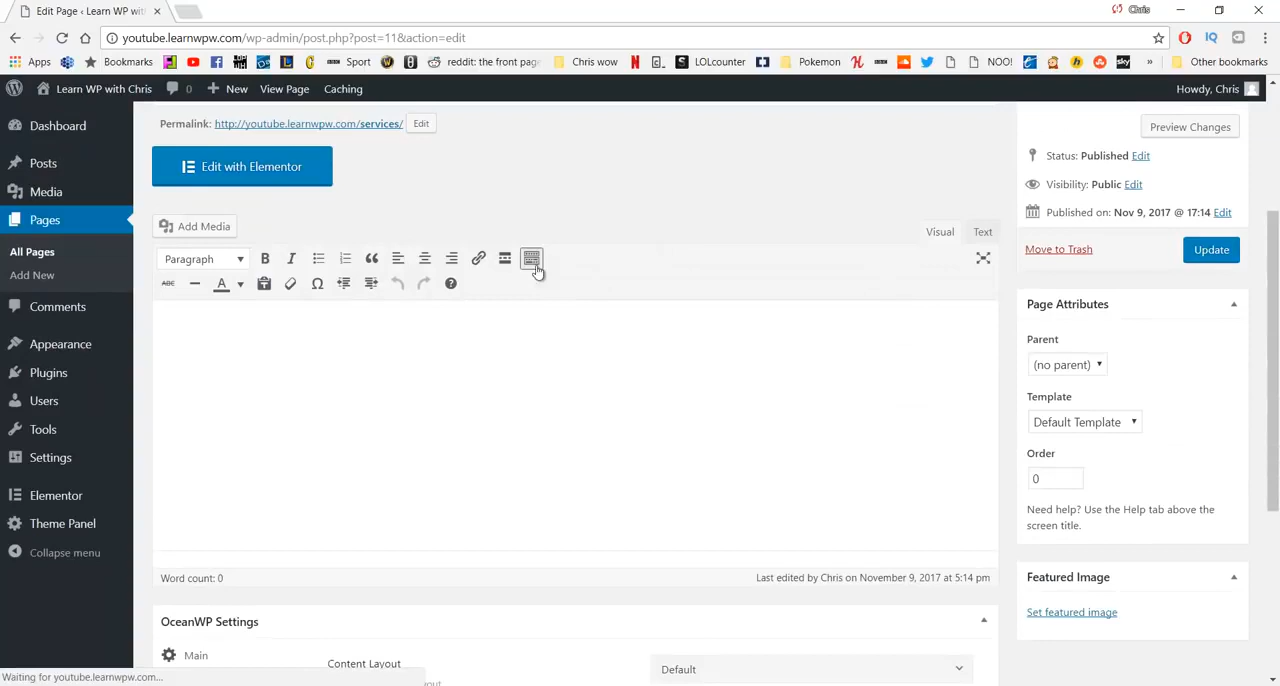 Edit Page ‹ Learn WP with
Chris
youtube.learnwpw.com/wp-admin/post.php?post=11&action=edit
Apps
Bookmarks
Sport
reddit: the front page
Chris wow
LOLcounter
Pokemon
NOO!
sky
»
Other bookmarks
Learn WP with Chris
0
New
View Page
Caching
Howdy, Chris
Dashboard
Posts
Media
Pages
All Pages
Add New
Comments
Appearance
Plugins
Users
Tools
Settings
Elementor
Theme Panel
Collapse menu
Permalink: http://youtube.learnwpw.com/services/ Edit
Edit with Elementor
Add Media
Visual Text
Paragraph
B I
ABC A Ω
Word count: 0
Last edited by Chris on November 9, 2017 at 5:14 pm
OceanWP Settings
Main
Content Layout
Default
Waiting for youtube.learnwpw.com...
Preview Changes
Status: Published Edit
Visibility: Public Edit
Published on: Nov 9, 2017 @ 17:14 Edit
Move to Trash
Update
Page Attributes
Parent
(no parent)
Template
Default Template
Order
0
Need help? Use the Help tab above the
screen title.
Featured Image
Set featured image